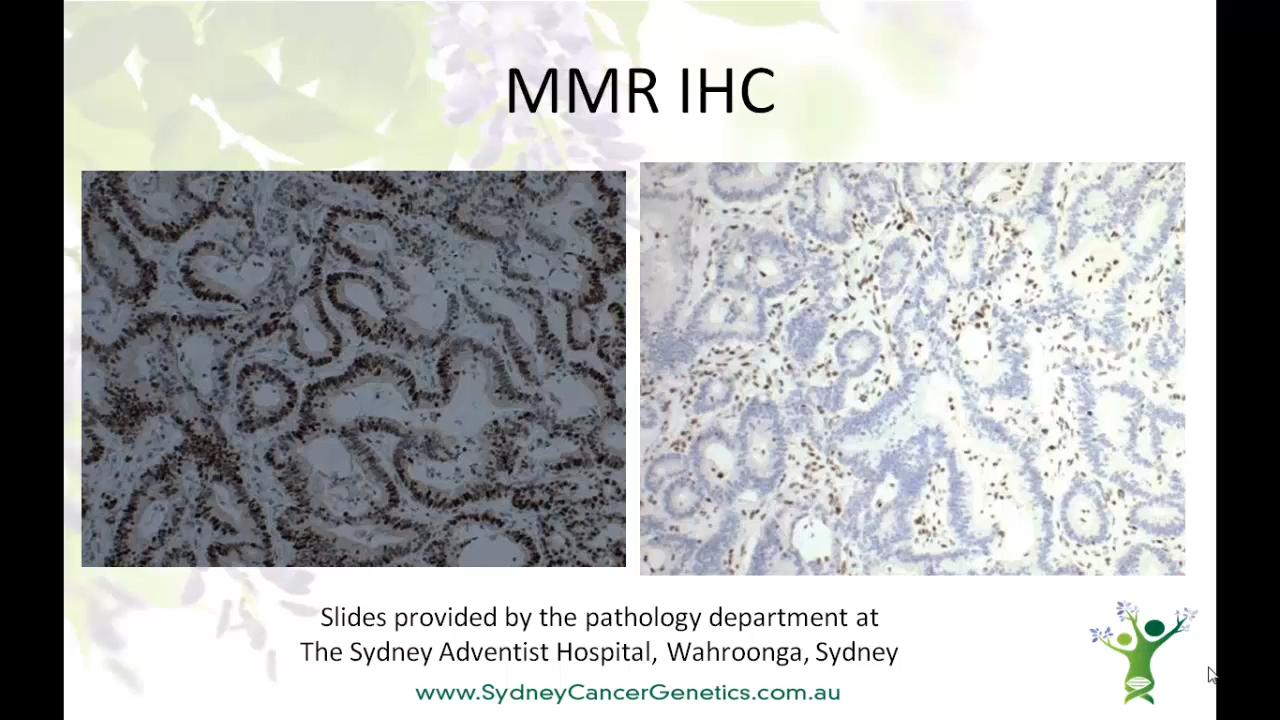 MMR IHC
Slides provided by the pathology department at
The Sydney Adventist Hospital, Wahroonga, Sydney
www.SydneyCancerGenetics.com.au